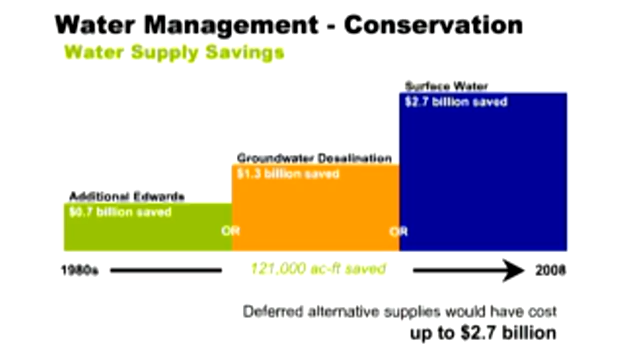 Water Management - Conservation
Water Supply Savings
Surface Water
$2.7 billion saved
Groundwater Desalination
$1.3 billion saved
Additional Edwards
$0.7 billion saved
OR
OR
1980s
121,000 ac-ft saved
2008
Deferred alternative supplies would have cost
up to $2.7 billion